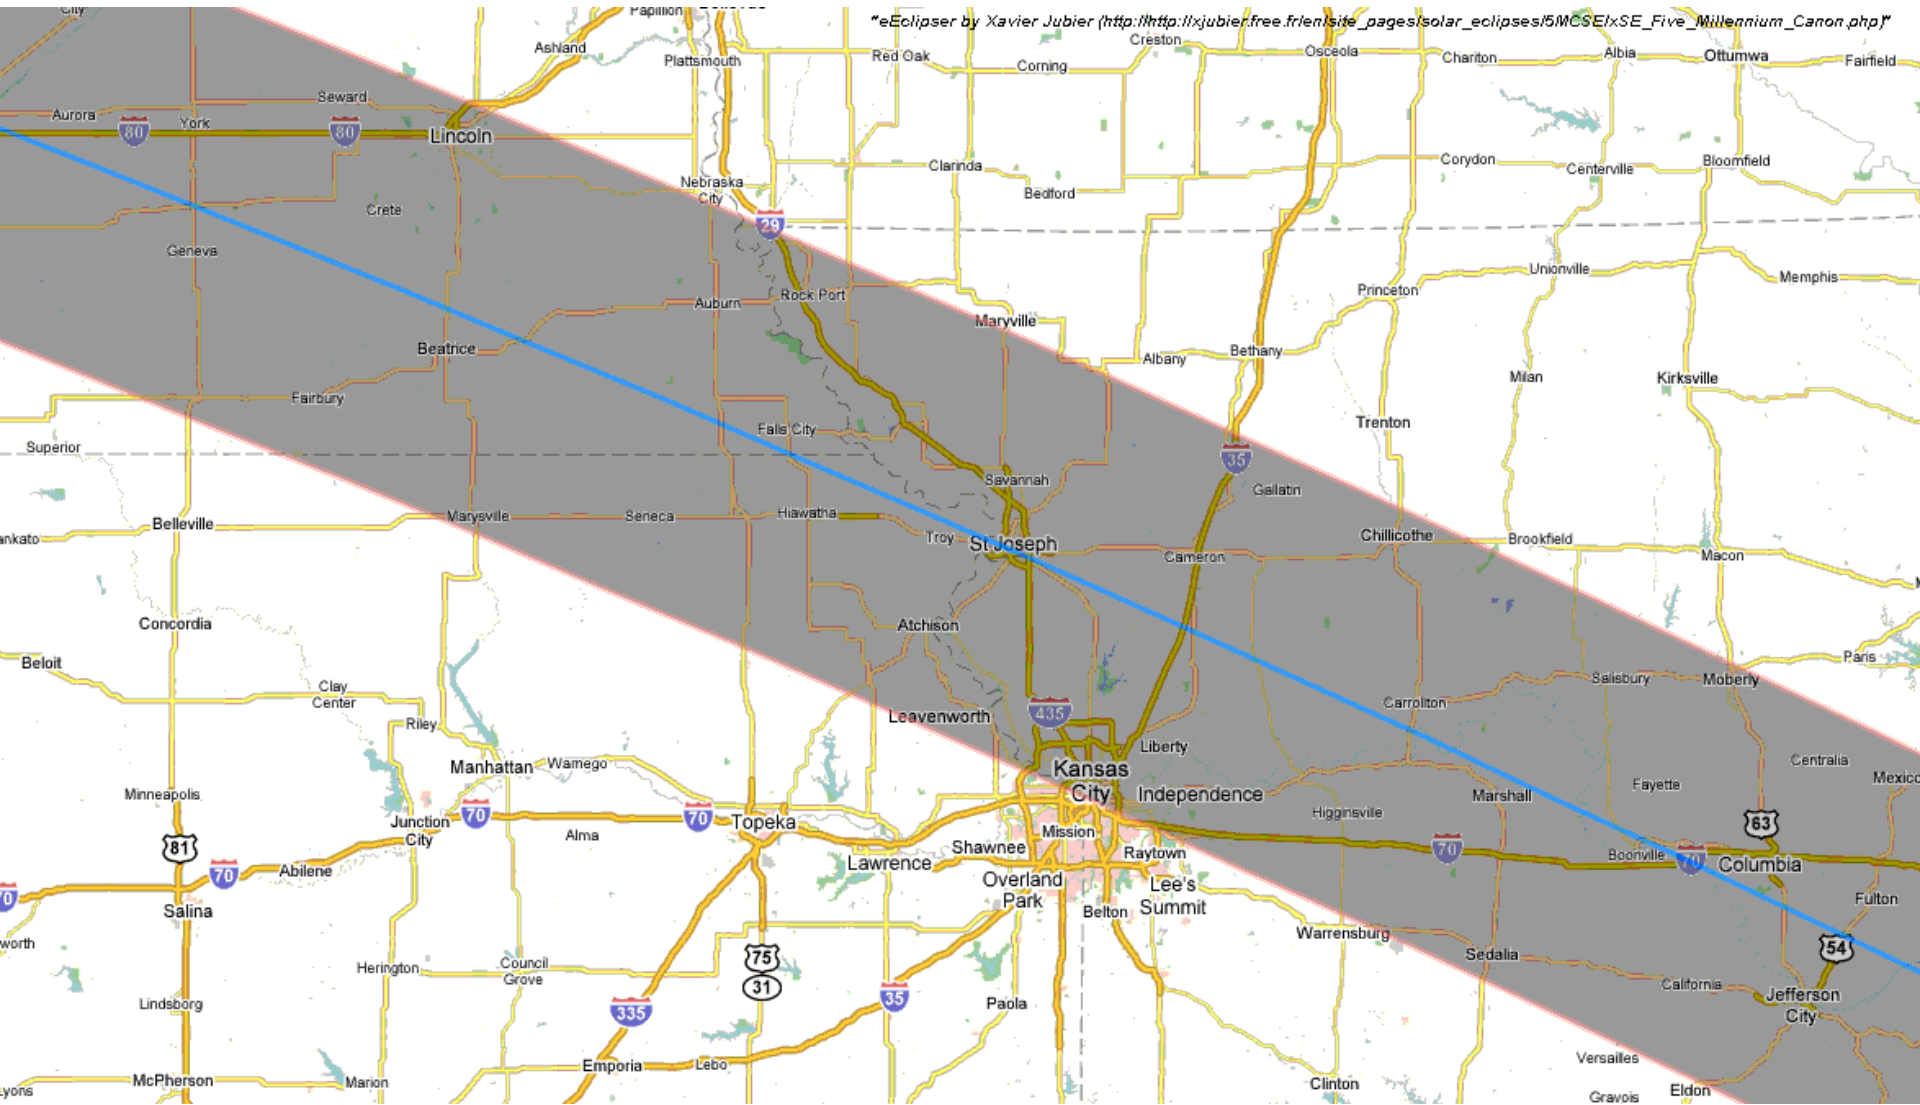 City
Papillion
"eEclipser by Xavier Jubier (http://http://xjubier.free.fr/en/site_pages/solar_eclipses/5MCSE/xSE_Five_Millennium_Canon.php)"
Ashland
Plattsmouth
Red Oak
Creston
Corning
Osceola
Chariton
Albia
Ottumwa
Fairfield
Aurora
Seward
York
80
80
Lincoln
Nebraska
City
Clarinda
Bedford
Corydon
Centerville
Bloomfield
Crete
29
Geneva
Auburn
Rock Port
Maryville
Princeton
Unionville
Memphis
Beatrice
Albany
Bethany
Milan
Kirksville
Fairbury
Falls City
Trenton
Superior
35
Savannah
Gallatin
Belleville
Marysville
Seneca
Hiawatha
ankato
Troy
St Joseph
Cameron
Chillicothe
Brookfield
Macon
Concordia
Atchison
Beloit
Clay
Center
Paris
Salisbury
Moberly
Riley
Leavenworth
435
Carrollton
Liberty
Manhattan
Wamego
Kansas
City
Independence
Centralia
Mexico
Minneapolis
Fayette
Marshall
Higginsville
Junction
City
70
70
Topeka
Alma
Mission
63
81
Shawnee
Raytown
70
Boonville
70
Columbia
Lawrence
Abilene
70
70
Overland
Park
Lee's
Summit
Belton
Fulton
Salina
worth
Warrensburg
54
Sedalia
Herington
Council
Grove
75
31
California
Jefferson
City
Lindsborg
335
35
Paola
Versailles
Emporia
Lebo
McPherson
Marion
Clinton
Eldon
Lyons
Gravois